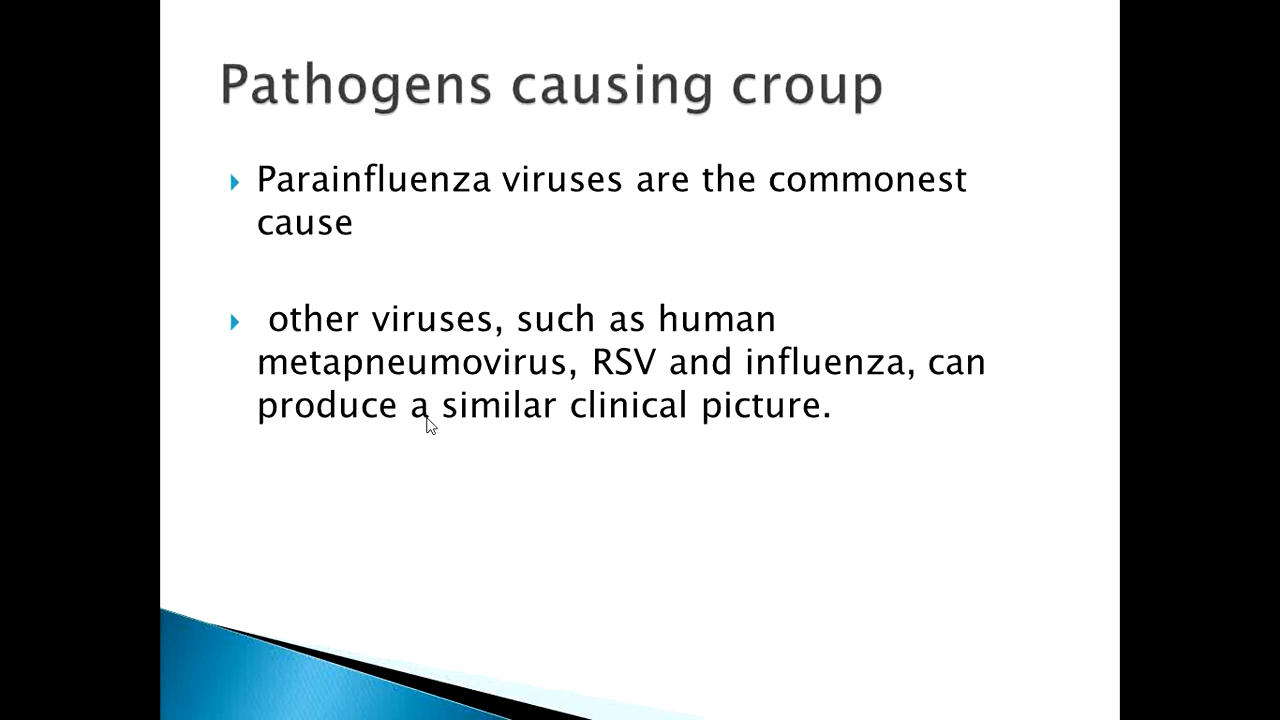 Pathogens causing croup
Parainfluenza viruses are the commonest
cause
other viruses, such as human
metapneumovirus, RSV and influenza, can
produce a similar clinical picture.